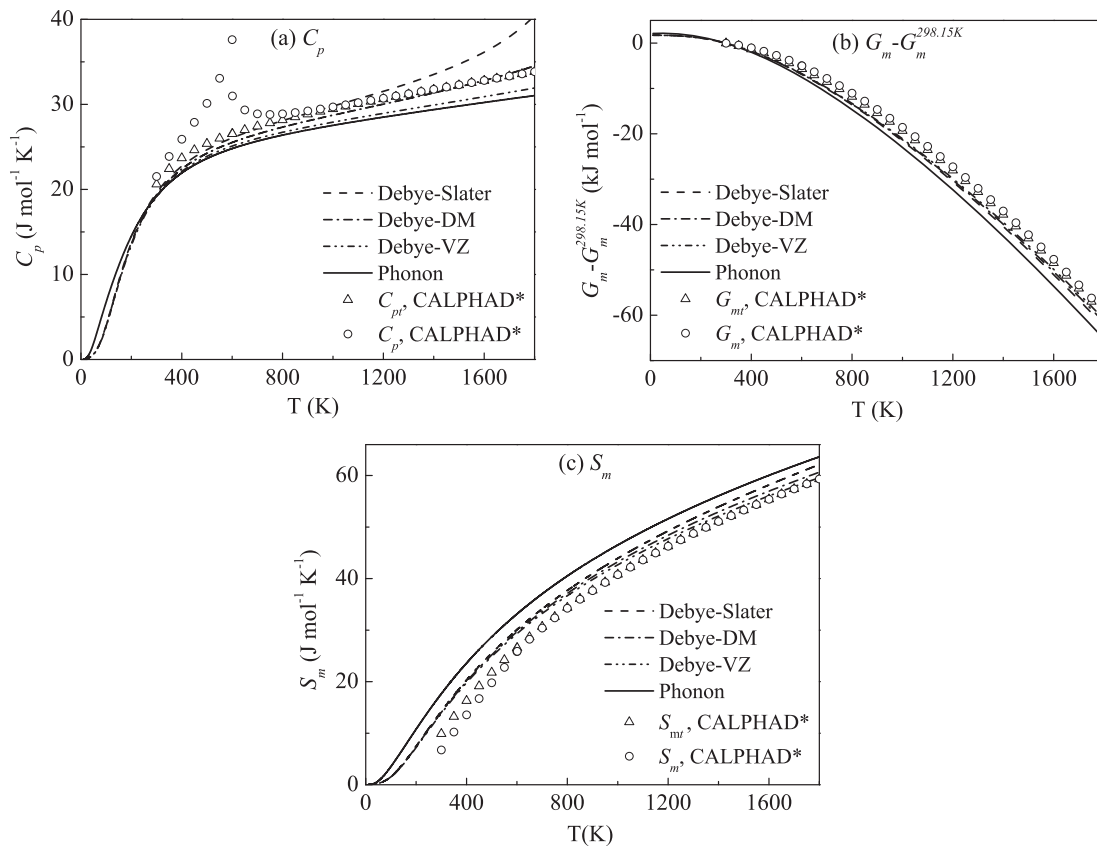 (a) C_p
C_p (J mol⁻¹ K⁻¹)
40
30
20
10
0
Debye-Slater
Debye-DM
Debye-VZ
Phonon
C_pt, CALPHAD*
C_p, CALPHAD*
0 400 800 1200 1600
T (K)
(b) G_m-G_m^298.15K
G_m-G_m^298.15K (kJ mol⁻¹)
0
-20
-40
-60
Debye-Slater
Debye-DM
Debye-VZ
Phonon
G_mt, CALPHAD*
G_m, CALPHAD*
0 400 800 1200 1600
T (K)
(c) S_m
S_m (J mol⁻¹ K⁻¹)
60
40
20
0
Debye-Slater
Debye-DM
Debye-VZ
Phonon
S_mt, CALPHAD*
S_m, CALPHAD*
0 400 800 1200 1600
T(K)